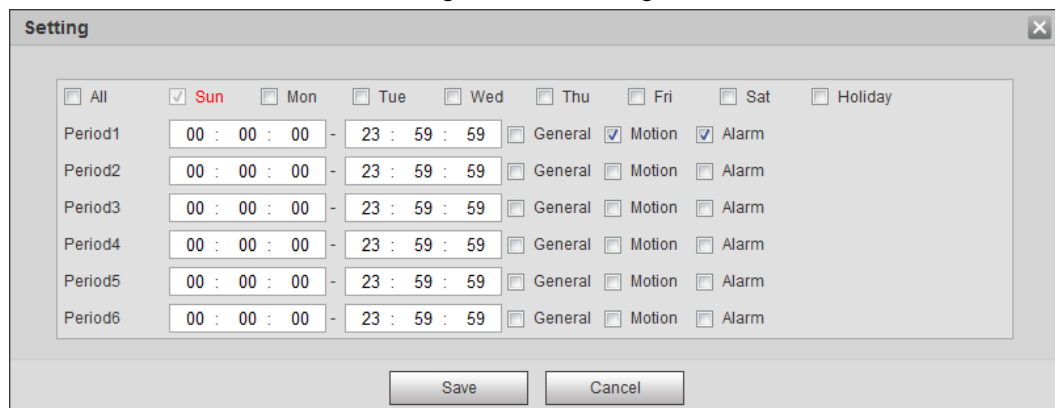 Setting
All Sun Mon Tue Wed Thu Fri Sat Holiday
Period1 00 : 00 : 00 - 23 : 59 : 59 General Motion Alarm
Period2 00 : 00 : 00 - 23 : 59 : 59 General Motion Alarm
Period3 00 : 00 : 00 - 23 : 59 : 59 General Motion Alarm
Period4 00 : 00 : 00 - 23 : 59 : 59 General Motion Alarm
Period5 00 : 00 : 00 - 23 : 59 : 59 General Motion Alarm
Period6 00 : 00 : 00 - 23 : 59 : 59 General Motion Alarm
Save Cancel